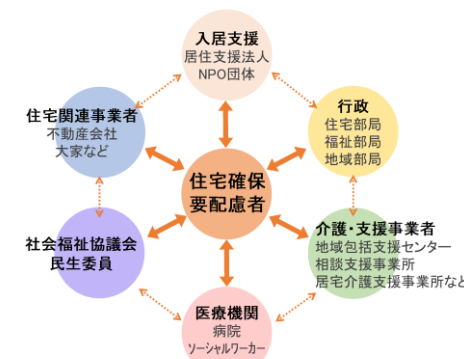 入居支援
居住支援法人
NPO団体
住宅関連事業者
不動産会社
大家など
行政
住宅部局
福祉部局
地域部局
住宅確保
要配慮者
社会福祉協議会
民生委員
介護・支援事業者
地域包括支援センター
相談支援事業所
居宅介護支援事業所など
医療機関
病院
ソーシャルワーカー